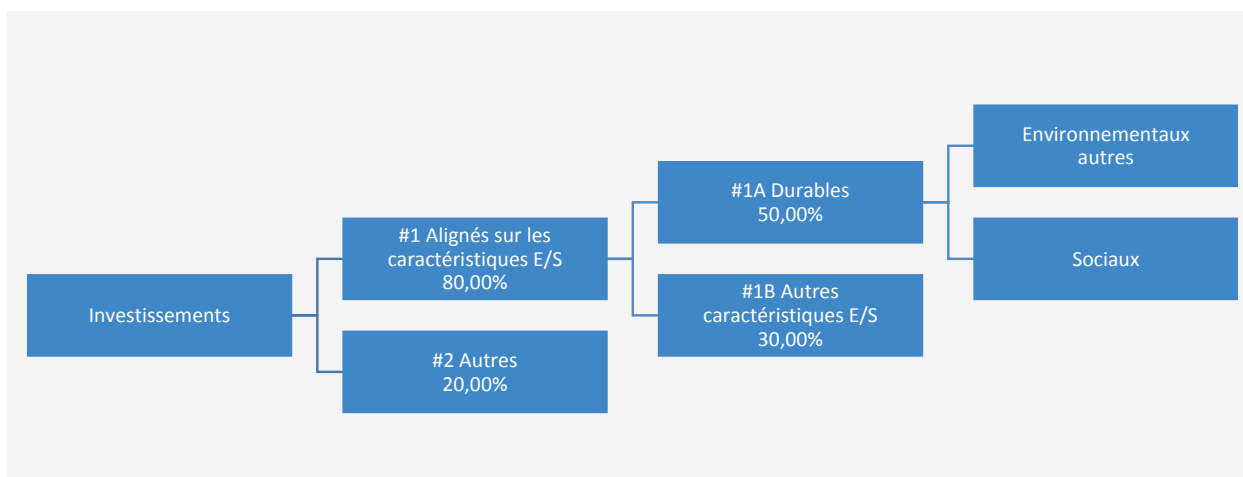 Investissements
#1 Alignés sur les
caractéristiques E/S
80,00%
#2 Autres
20,00%
#1A Durables
50,00%
#1B Autres
caractéristiques E/S
30,00%
Environnementaux
autres
Sociaux